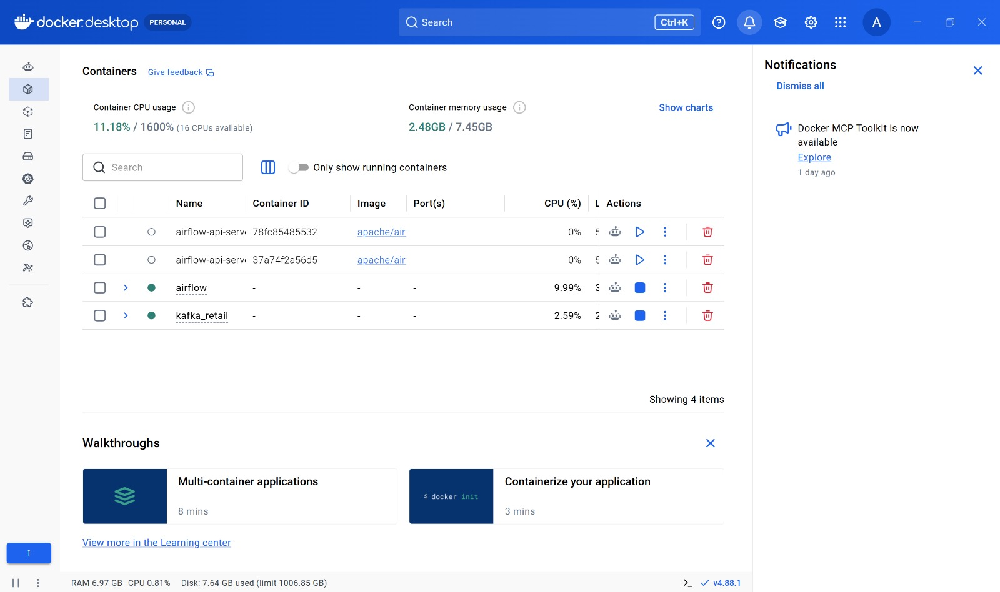 docker.desktop PERSONAL
Search Ctrl+K
A
Containers Give feedback
Container CPU usage
11.18% / 1600% (16 CPUs available)
Container memory usage
2.48GB / 7.45GB
Show charts
Search
Only show running containers
Name Container ID Image Port(s) CPU (%) L Actions
airflow-api-serv 78fc85485532 apache/air 0% 5
airflow-api-serv 37a74f2a56d5 apache/air 0% 5
airflow - - - 9.99% 3
kafka_retail - - - 2.59% 2
Showing 4 items
Walkthroughs
Multi-container applications
8 mins
$ docker init
Containerize your application
3 mins
View more in the Learning center
RAM 6.97 GB CPU 0.81% Disk: 7.64 GB used (limit 1006.85 GB)
v4.88.1
Notifications
Dismiss all
Docker MCP Toolkit is now
available
Explore
1 day ago